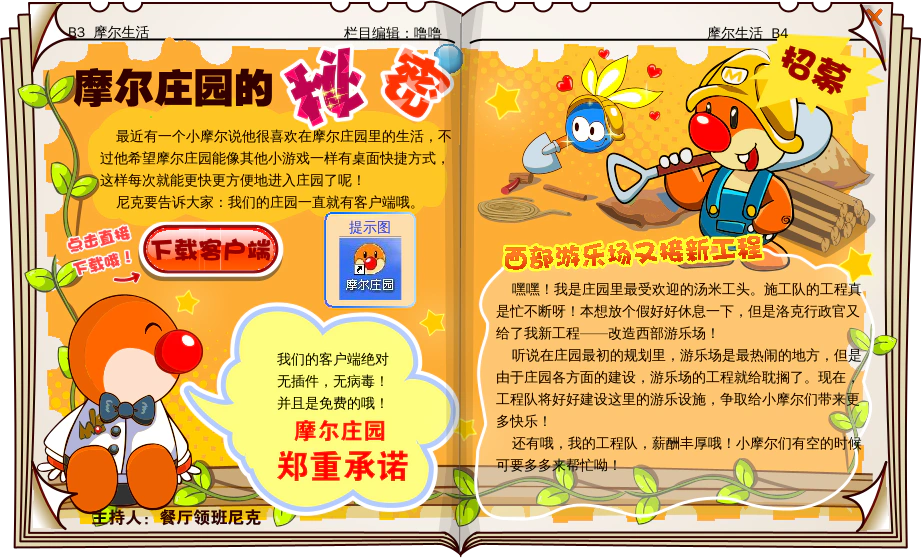 B3 摩尔生活
栏目编辑：噜噜
摩尔庄园的
秘密
最近有一个小摩尔说他很喜欢在摩尔庄园里的生活，不
过他希望摩尔庄园能像其他小游戏一样有桌面快捷方式，
这样每次就能更快更方便地进入庄园了呢！
尼克要告诉大家：我们的庄园一直就有客户端哦。
点击直接
下载哦！
下载客户端
提示图
摩尔庄园
我们的客户端绝对
无插件，无病毒！
并且是免费的哦！
摩尔庄园
郑重承诺
主持人：餐厅领班尼克
摩尔生活 B4
招募
M
西部游乐场又接新工程
嘿嘿！我是庄园里最受欢迎的汤米工头。施工队的工程真
是忙不断呀！本想放个假好好休息一下，但是洛克行政官又
给了我新工程——改造西部游乐场！
听说在庄园最初的规划里，游乐场是最热闹的地方，但是
由于庄园各方面的建设，游乐场的工程就给耽搁了。现在，
工程队将好好建设这里的游乐设施，争取给小摩尔们带来更
多快乐！
还有哦，我的工程队，薪酬丰厚哦！小摩尔们有空的时候
可要多多来帮忙呦！